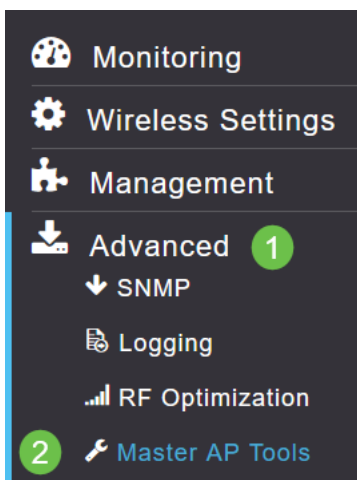 Monitoring
Wireless Settings
Management
Advanced 1
SNMP
Logging
RF Optimization
2 Master AP Tools